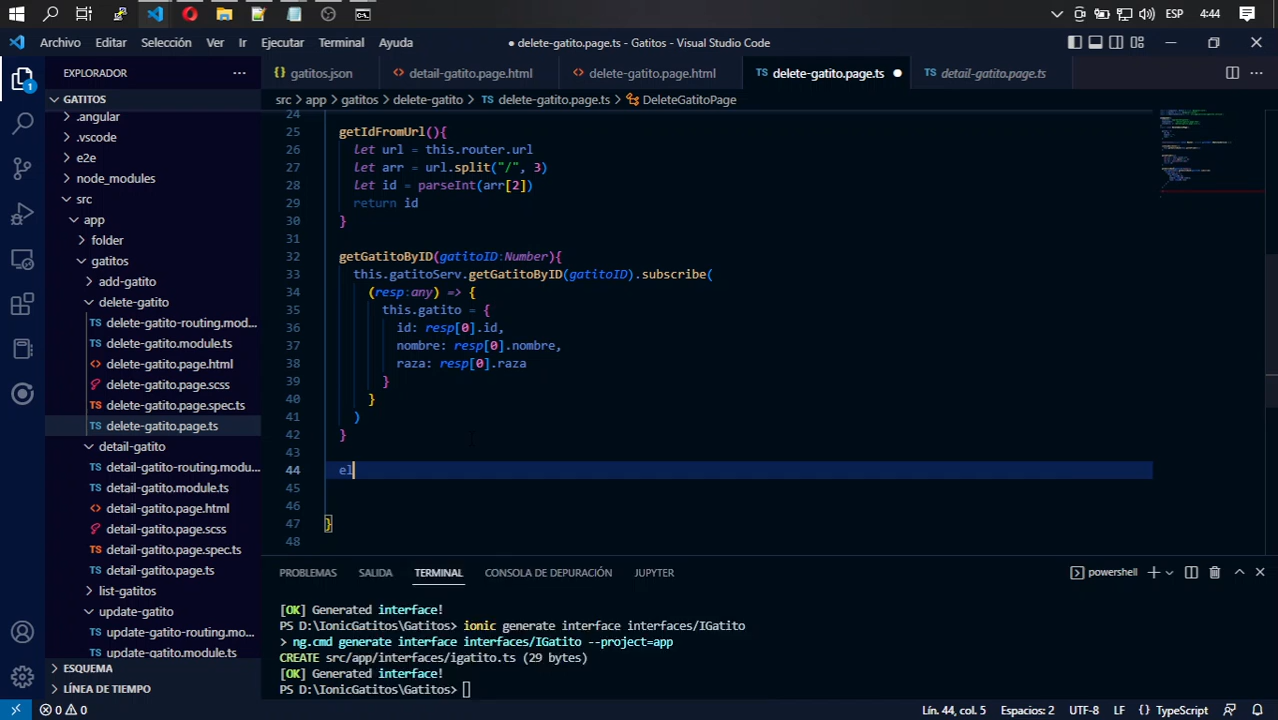 ESP 4:44
Archivo Editar Selección Ver Ir Ejecutar Terminal Ayuda
● delete-gatito.page.ts - Gatitos - Visual Studio Code
EXPLORADOR
gatitos.json detail-gatito.page.html delete-gatito.page.html TS delete-gatito.page.ts ● TS detail-gatito.page.ts
src > app > gatitos > delete-gatito > TS delete-gatito.page.ts > DeleteGatitoPage
GATITOS
.angular
.vscode
e2e
node_modules
src
app
folder
gatitos
add-gatito
delete-gatito
TS delete-gatito-routing.mod...
TS delete-gatito.module.ts
delete-gatito.page.html
delete-gatito.page.scss
TS delete-gatito.page.spec.ts
TS delete-gatito.page.ts
detail-gatito
TS detail-gatito-routing.modu...
TS detail-gatito.module.ts
detail-gatito.page.html
detail-gatito.page.scss
TS detail-gatito.page.spec.ts
TS detail-gatito.page.ts
list-gatitos
update-gatito
TS update-gatito-routing.mo...
TS update-gatito.module.ts
ESQUEMA
LÍNEA DE TIEMPO
24
25 getIdFromUrl(){
26 let url = this.router.url
27 let arr = url.split("/", 3)
28 let id = parseInt(arr[2])
29 return id
30 }
31
32 getGatitoByID(gatitoID:Number){
33 this.gatitoServ.getGatitoByID(gatitoID).subscribe(
34 (resp:any) => {
35 this.gatito = {
36 id: resp[0].id,
37 nombre: resp[0].nombre,
38 raza: resp[0].raza
39 }
40 }
41 )
42 }
43
44 el
45
46
47 }
48
PROBLEMAS SALIDA TERMINAL CONSOLA DE DEPURACIÓN JUPYTER powershell
[OK] Generated interface!
PS D:\IonicGatitos\Gatitos> ionic generate interface interfaces/IGatito
> ng.cmd generate interface interfaces/IGatito --project=app
CREATE src/app/interfaces/igatito.ts (29 bytes)
[OK] Generated interface!
PS D:\IonicGatitos\Gatitos>
0 0 Lín. 44, col. 5 Espacios: 2 UTF-8 LF {} TypeScript